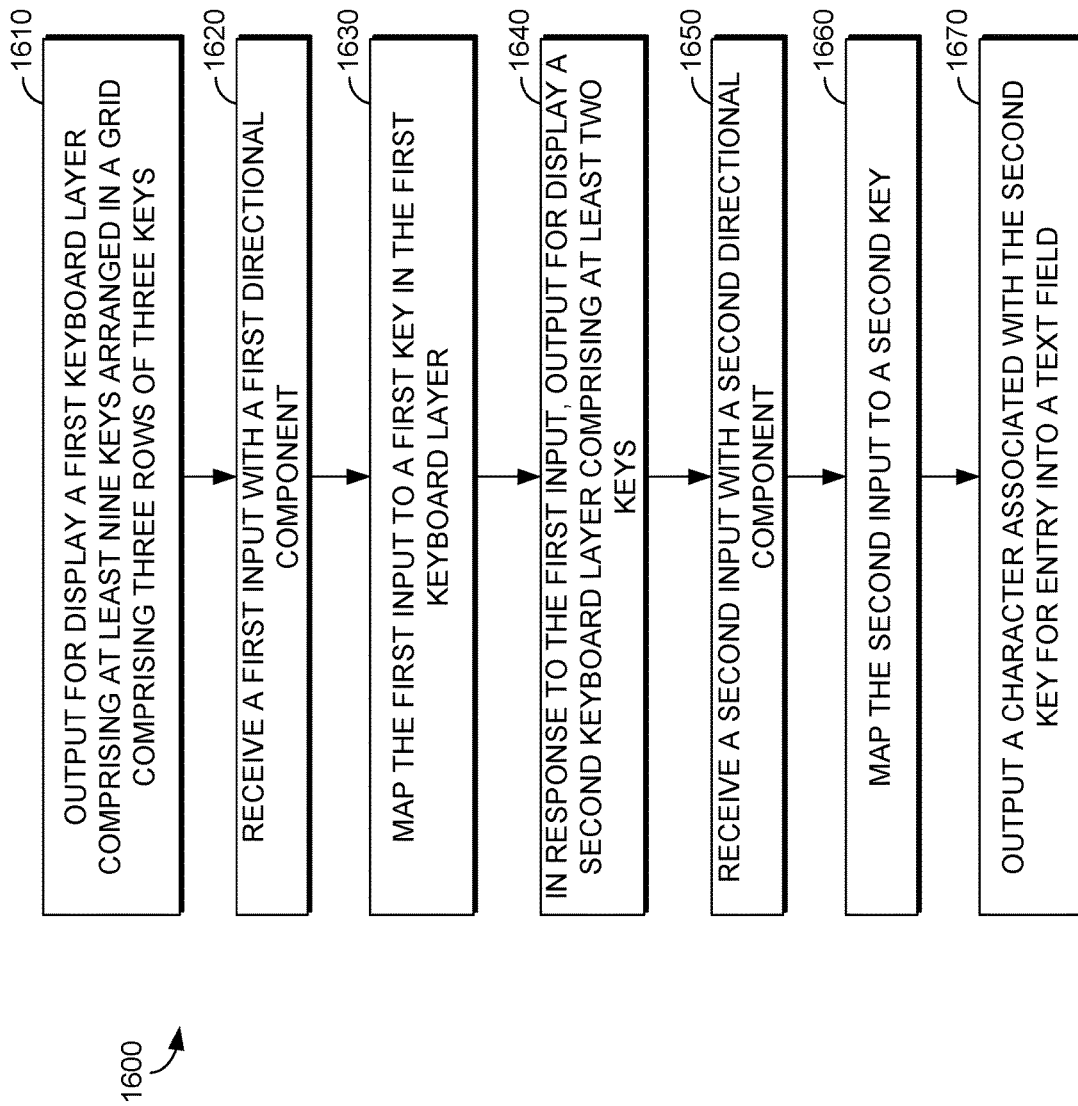 1600
1610
OUTPUT FOR DISPLAY A FIRST KEYBOARD LAYER
COMPRISING AT LEAST NINE KEYS ARRANGED IN A GRID
COMPRISING THREE ROWS OF THREE KEYS
1620
RECEIVE A FIRST INPUT WITH A FIRST DIRECTIONAL
COMPONENT
1630
MAP THE FIRST INPUT TO A FIRST KEY IN THE FIRST
KEYBOARD LAYER
1640
IN RESPONSE TO THE FIRST INPUT, OUTPUT FOR DISPLAY A
SECOND KEYBOARD LAYER COMPRISING AT LEAST TWO
KEYS
1650
RECEIVE A SECOND INPUT WITH A SECOND DIRECTIONAL
COMPONENT
1660
MAP THE SECOND INPUT TO A SECOND KEY
1670
OUTPUT A CHARACTER ASSOCIATED WITH THE SECOND
KEY FOR ENTRY INTO A TEXT FIELD